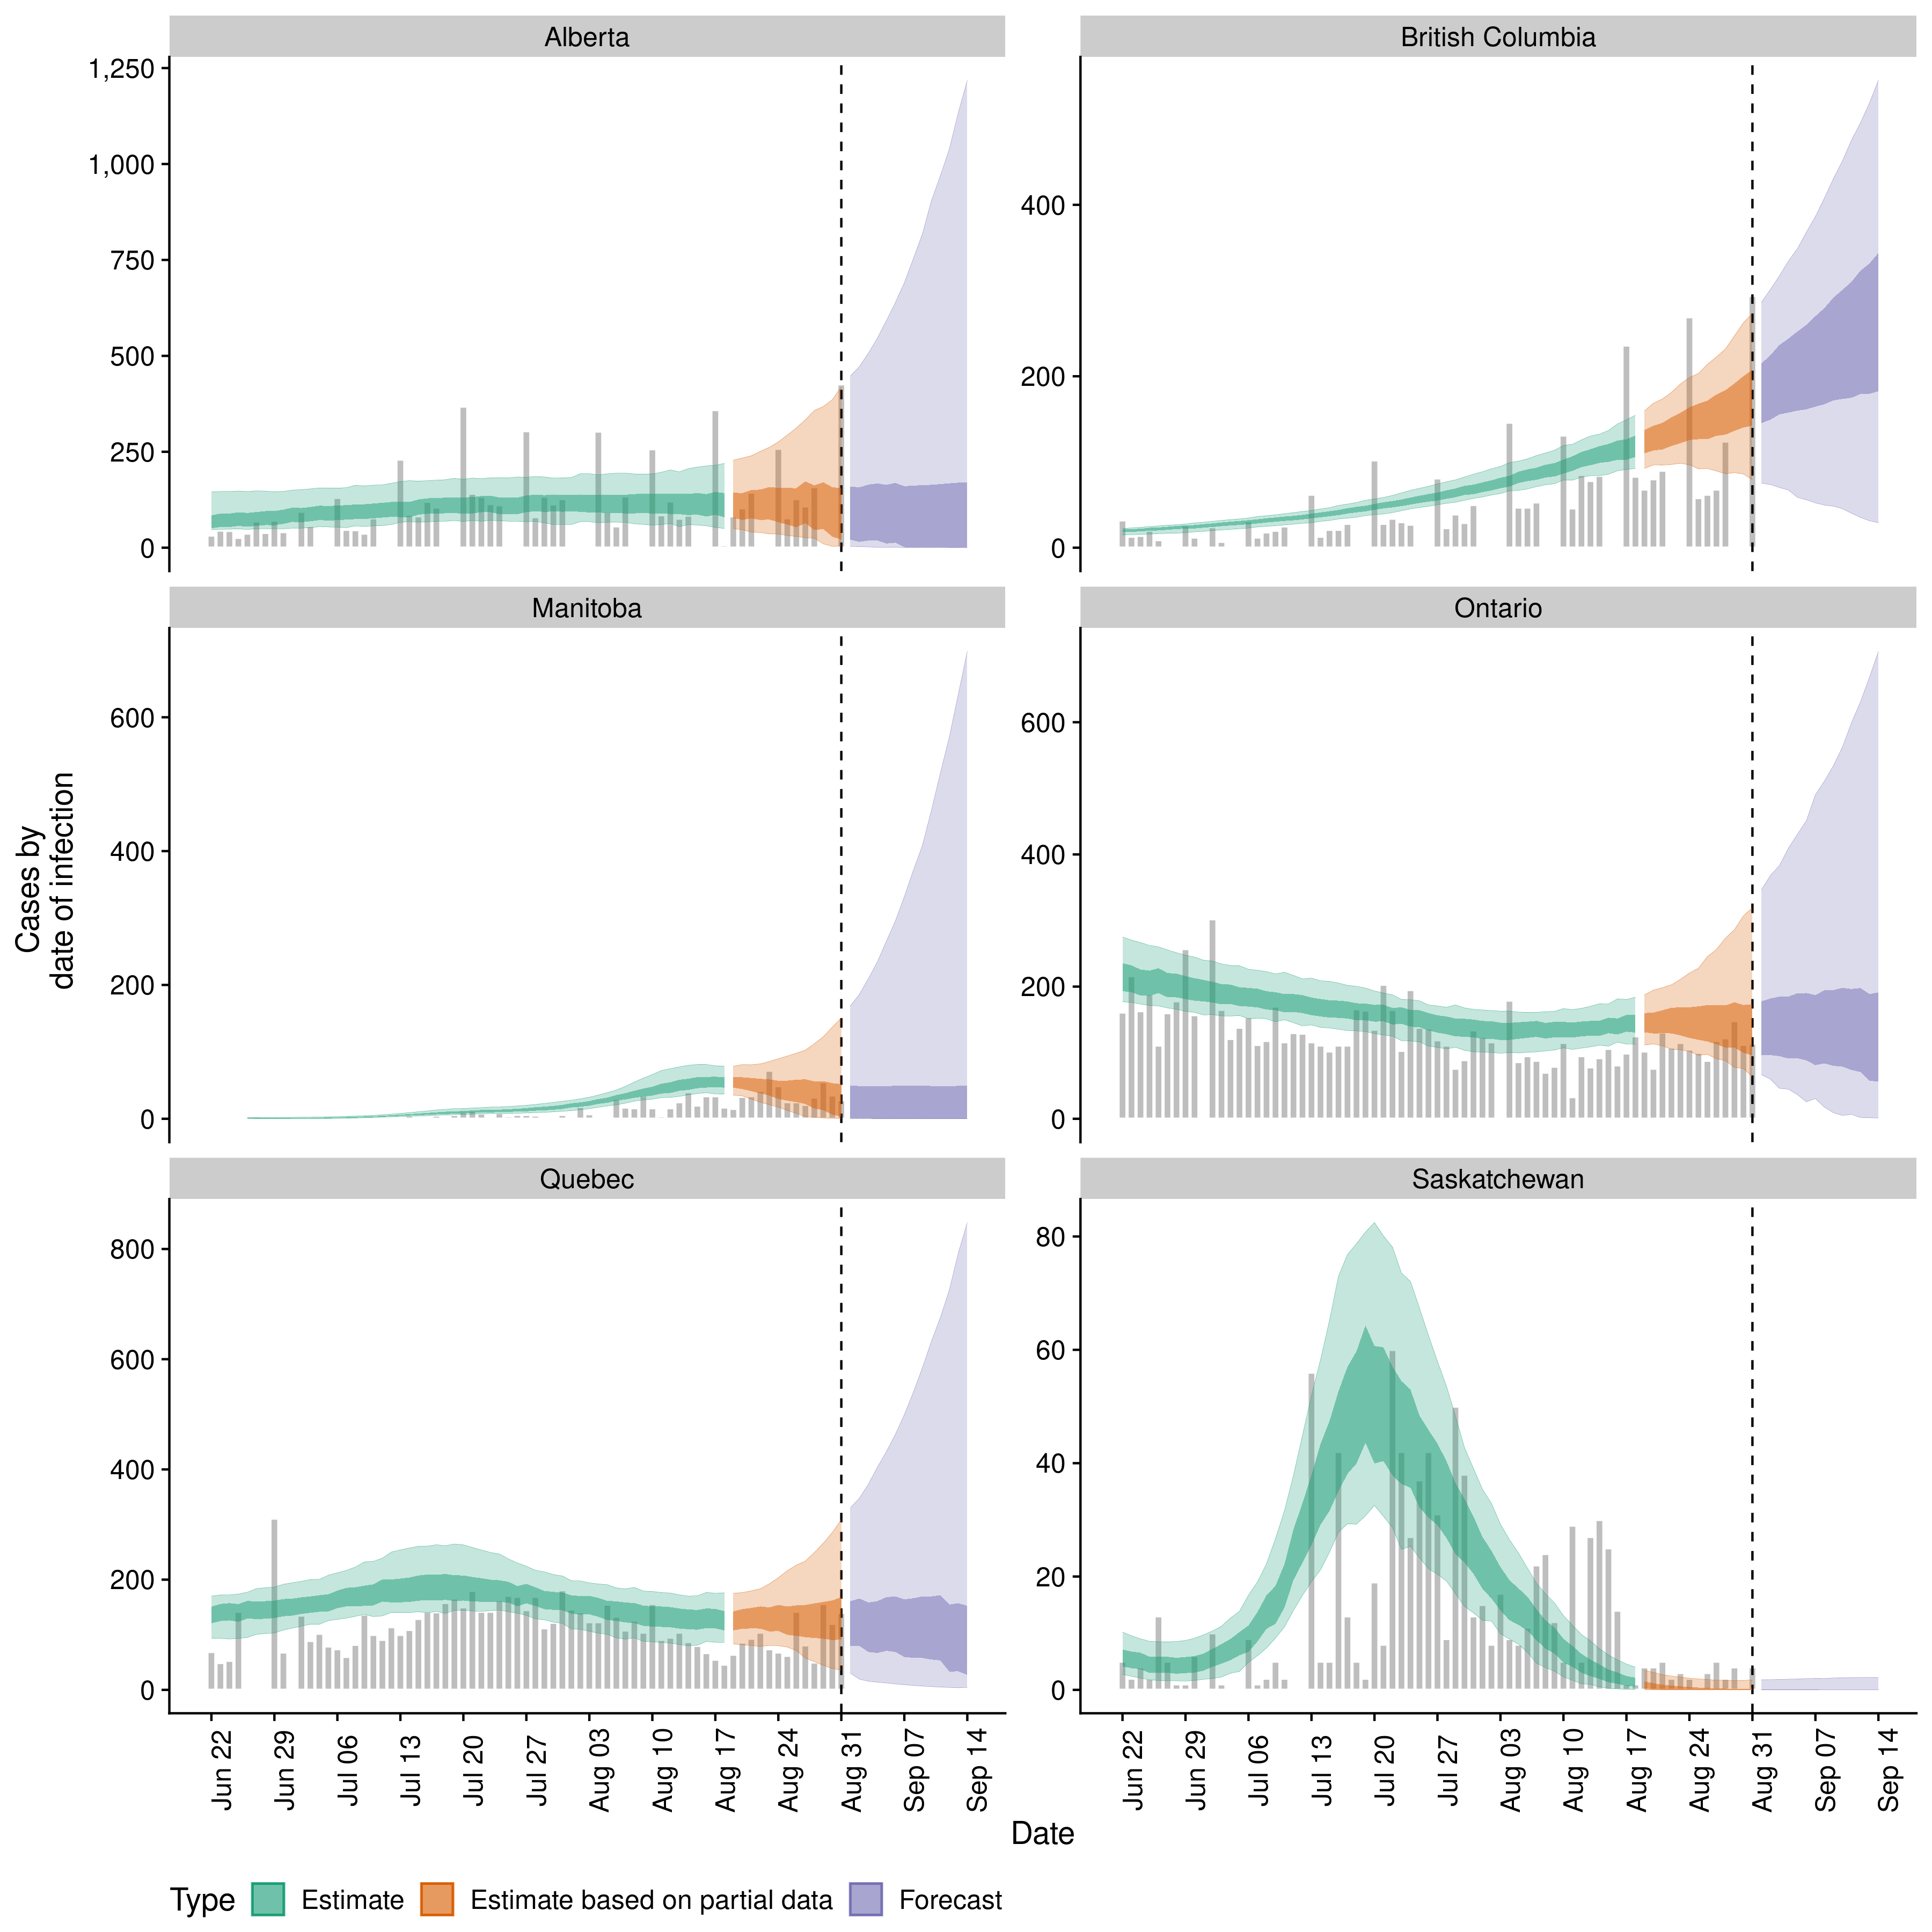 Alberta
British Columbia
1,250
1,000
750
500
250
0
400
200
0
Manitoba
Ontario
600
400
200
0
600
400
200
0
Cases by
date of infection
Quebec
Saskatchewan
800
600
400
200
0
80
60
40
20
0
Jun 22
Jun 29
Jul 06
Jul 13
Jul 20
Jul 27
Aug 03
Aug 10
Aug 17
Aug 24
Aug 31
Sep 07
Sep 14
Jun 22
Jun 29
Jul 06
Jul 13
Jul 20
Jul 27
Aug 03
Aug 10
Aug 17
Aug 24
Aug 31
Sep 07
Sep 14
Date
Type Estimate Estimate based on partial data Forecast